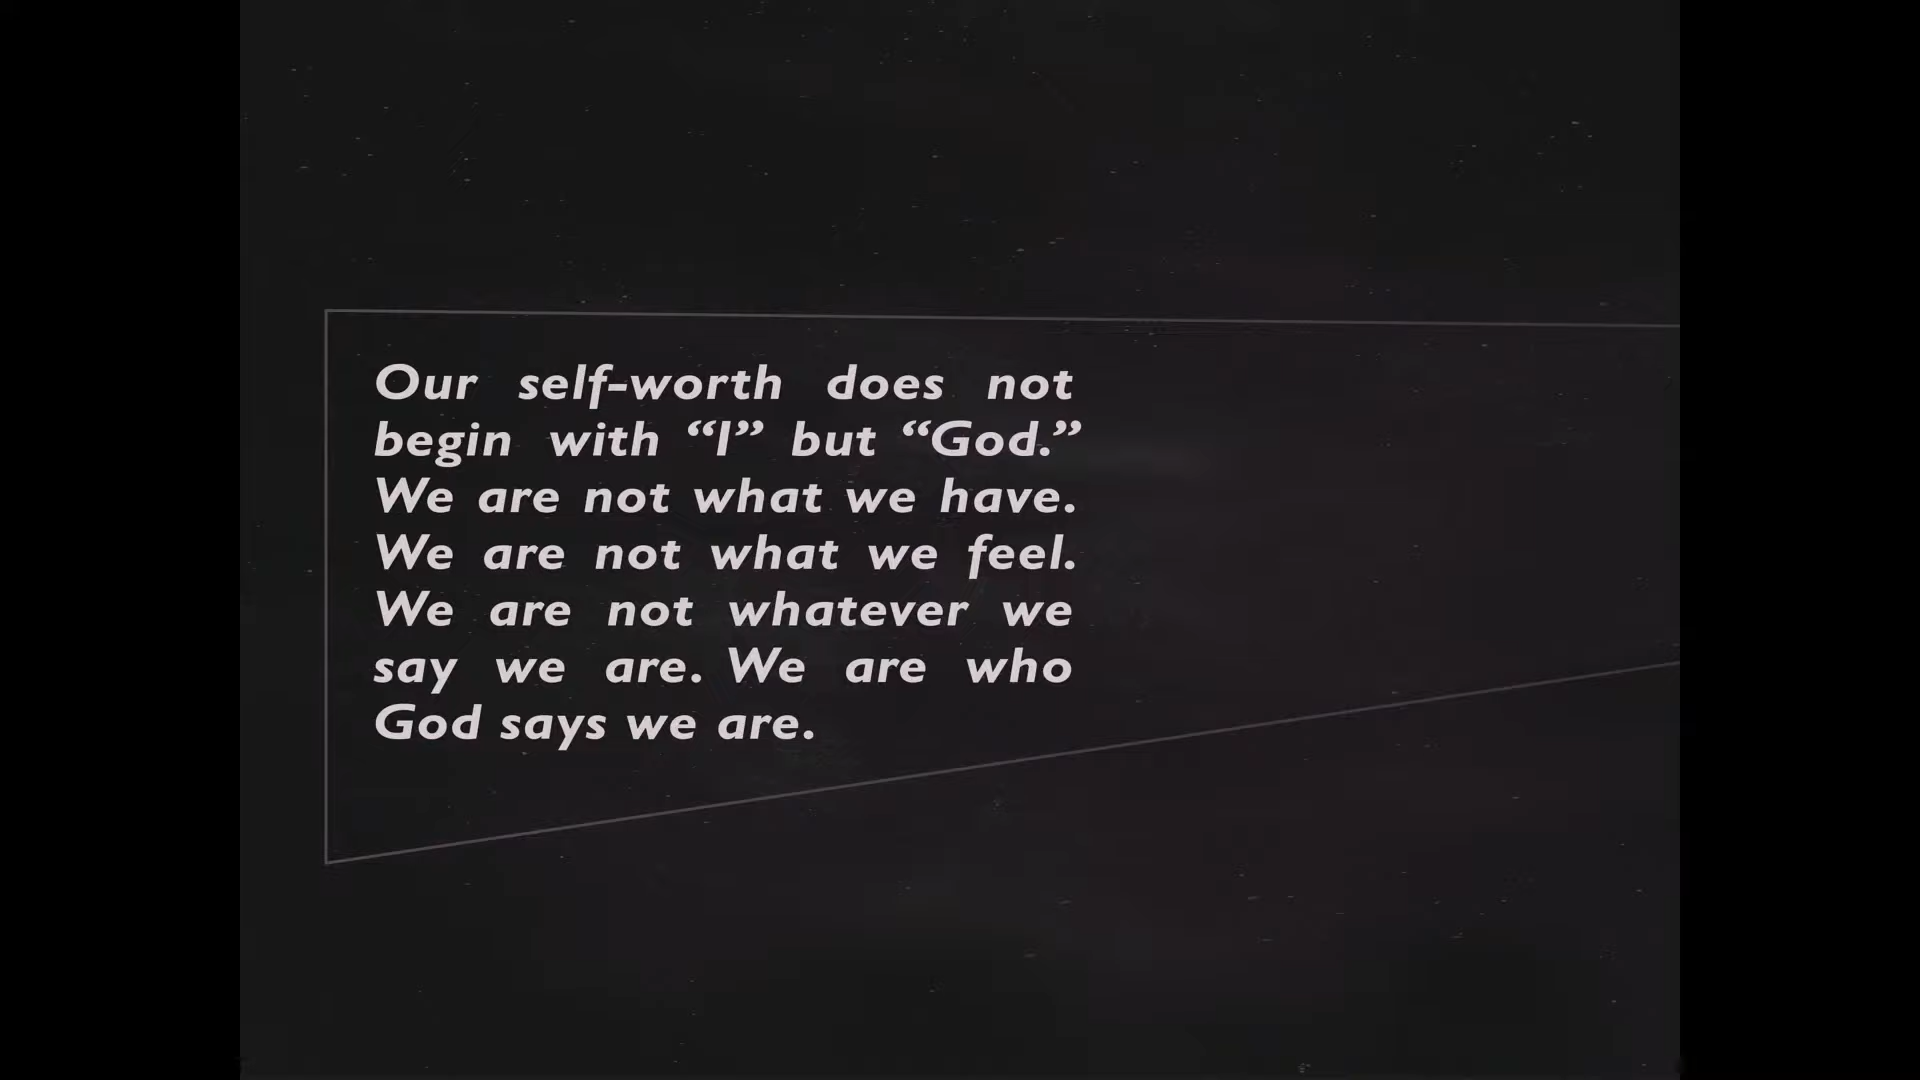 Our self-worth does not
begin with “I” but “God.”
We are not what we have.
We are not what we feel.
We are not whatever we
say we are. We are who
God says we are.